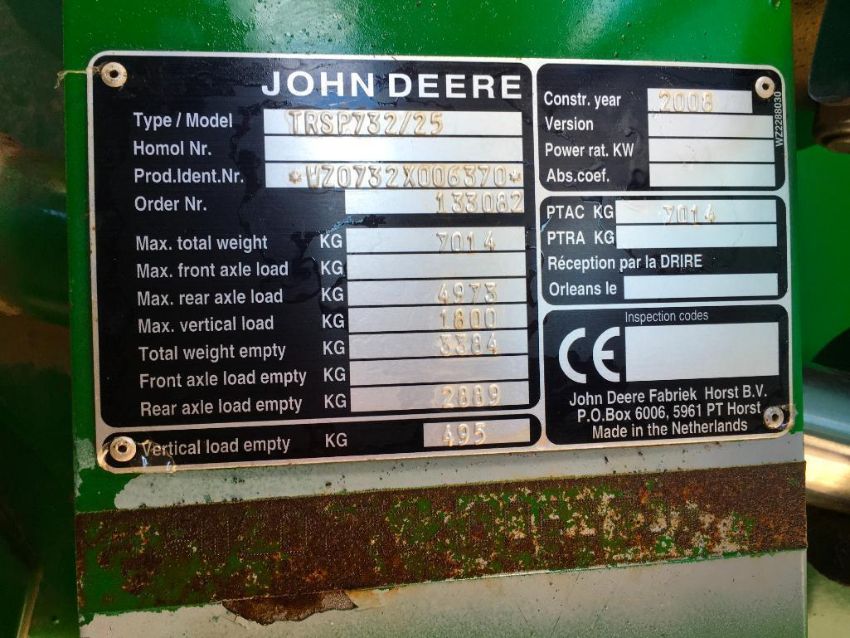 JOHN DEERE
Type / Model TRSP732/25
Homol Nr.
Prod.Ident.Nr. *WZ0732X006370*
Order Nr. 133082
Max. total weight KG 7014
Max. front axle load KG
Max. rear axle load KG 4973
Max. vertical load KG 1800
Total weight empty KG 3384
Front axle load empty KG
Rear axle load empty KG 2889
Vertical load empty KG 495
Constr. year 2008
Version
Power rat. KW
Abs.coef.
WZ2288030
PTAC KG 7014
PTRA KG
Réception par la DRIRE
Orleans le
Inspection codes
CE
John Deere Fabriek Horst B.V.
P.O.Box 6006, 5961 PT Horst
Made in the Netherlands